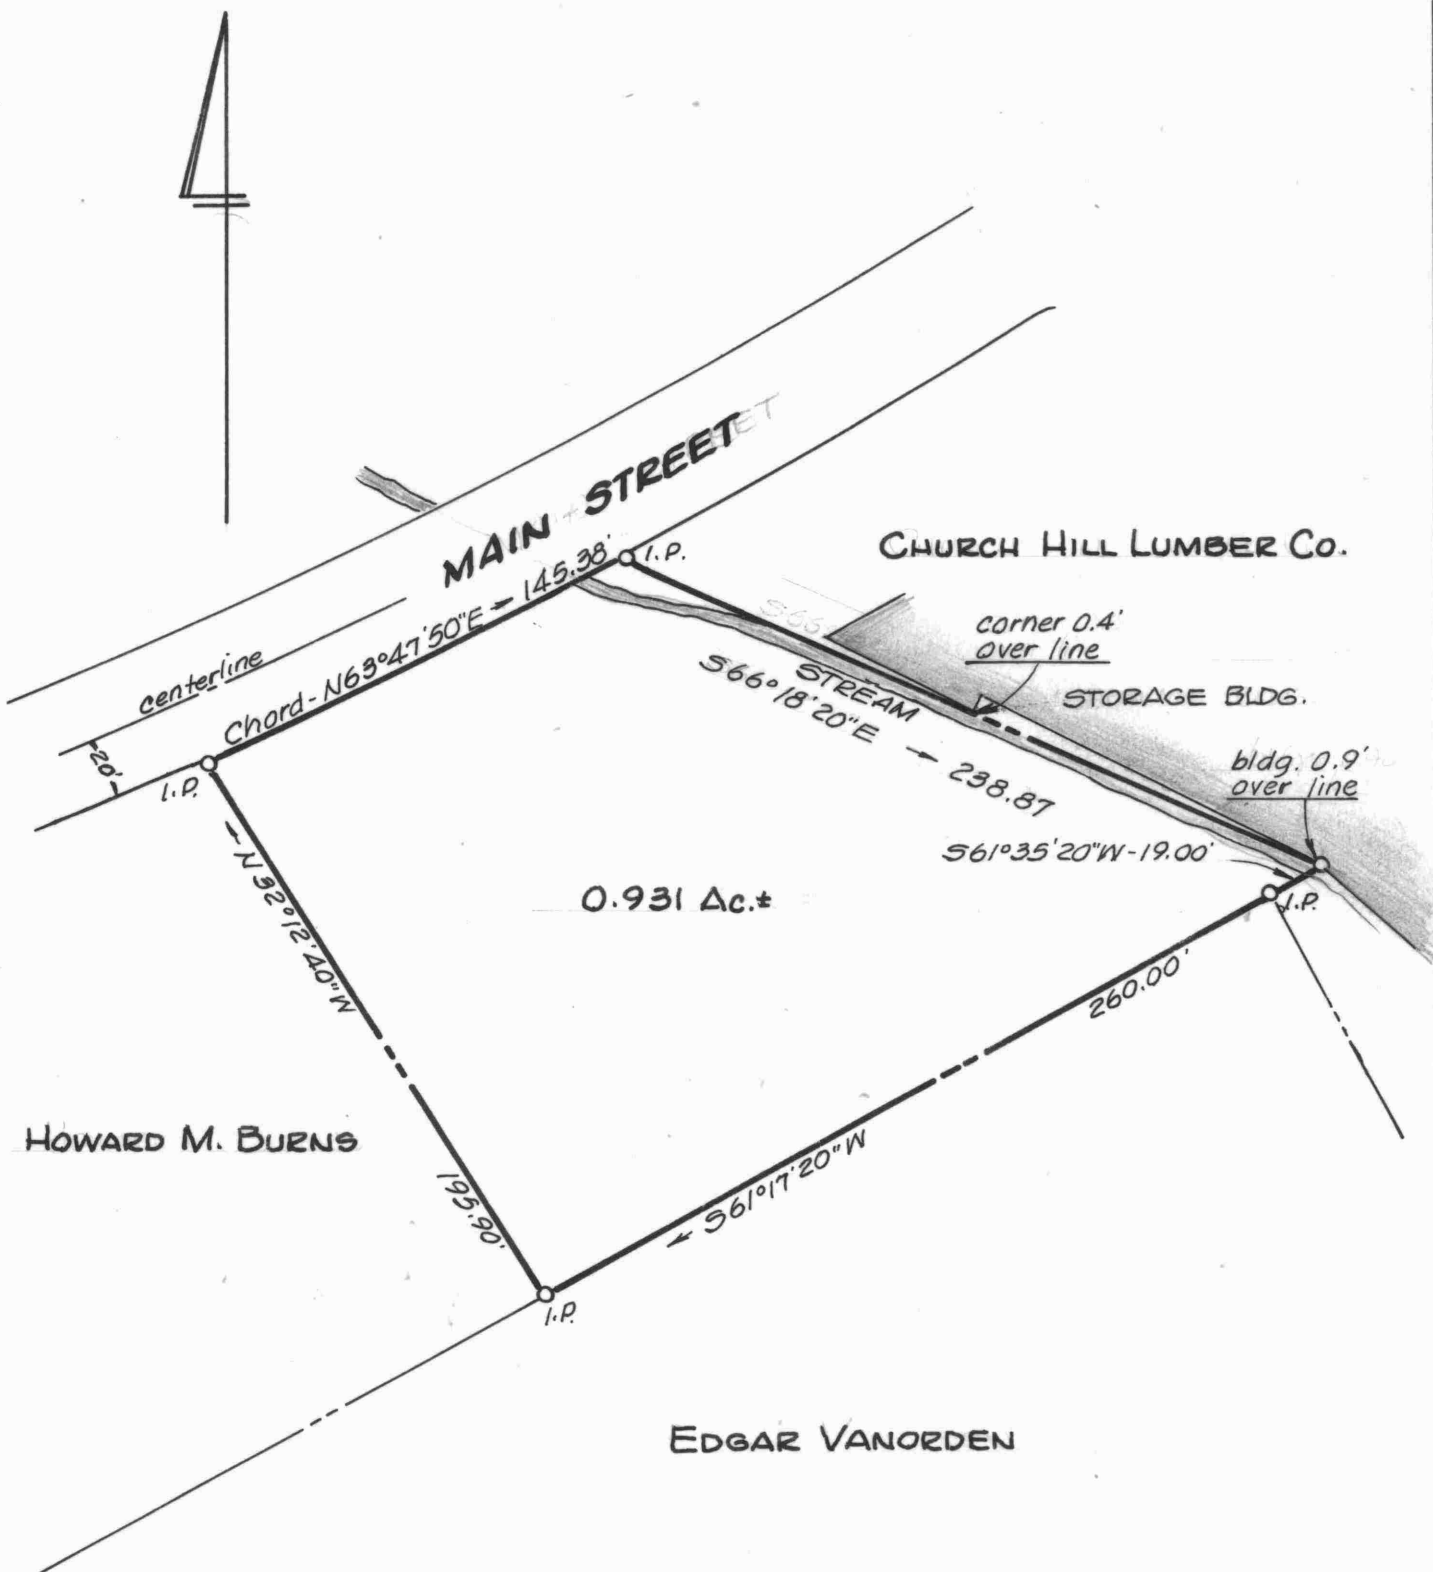 MAIN STREET
CHURCH HILL LUMBER CO.
I.P.
Chord-N63°47'50"E → 145.38'
centerline
20'
I.P.
corner 0.4'
over line
STORAGE BLDG.
STREAM
S66°18'20"E → 238.87
bldg. 0.9'
over line
S61°35'20"W-19.00'
I.P.
0.931 Ac.±
N32°12'40"W
195.90'
260.00'
S61°17'20"W
HOWARD M. BURNS
I.P.
EDGAR VANORDEN